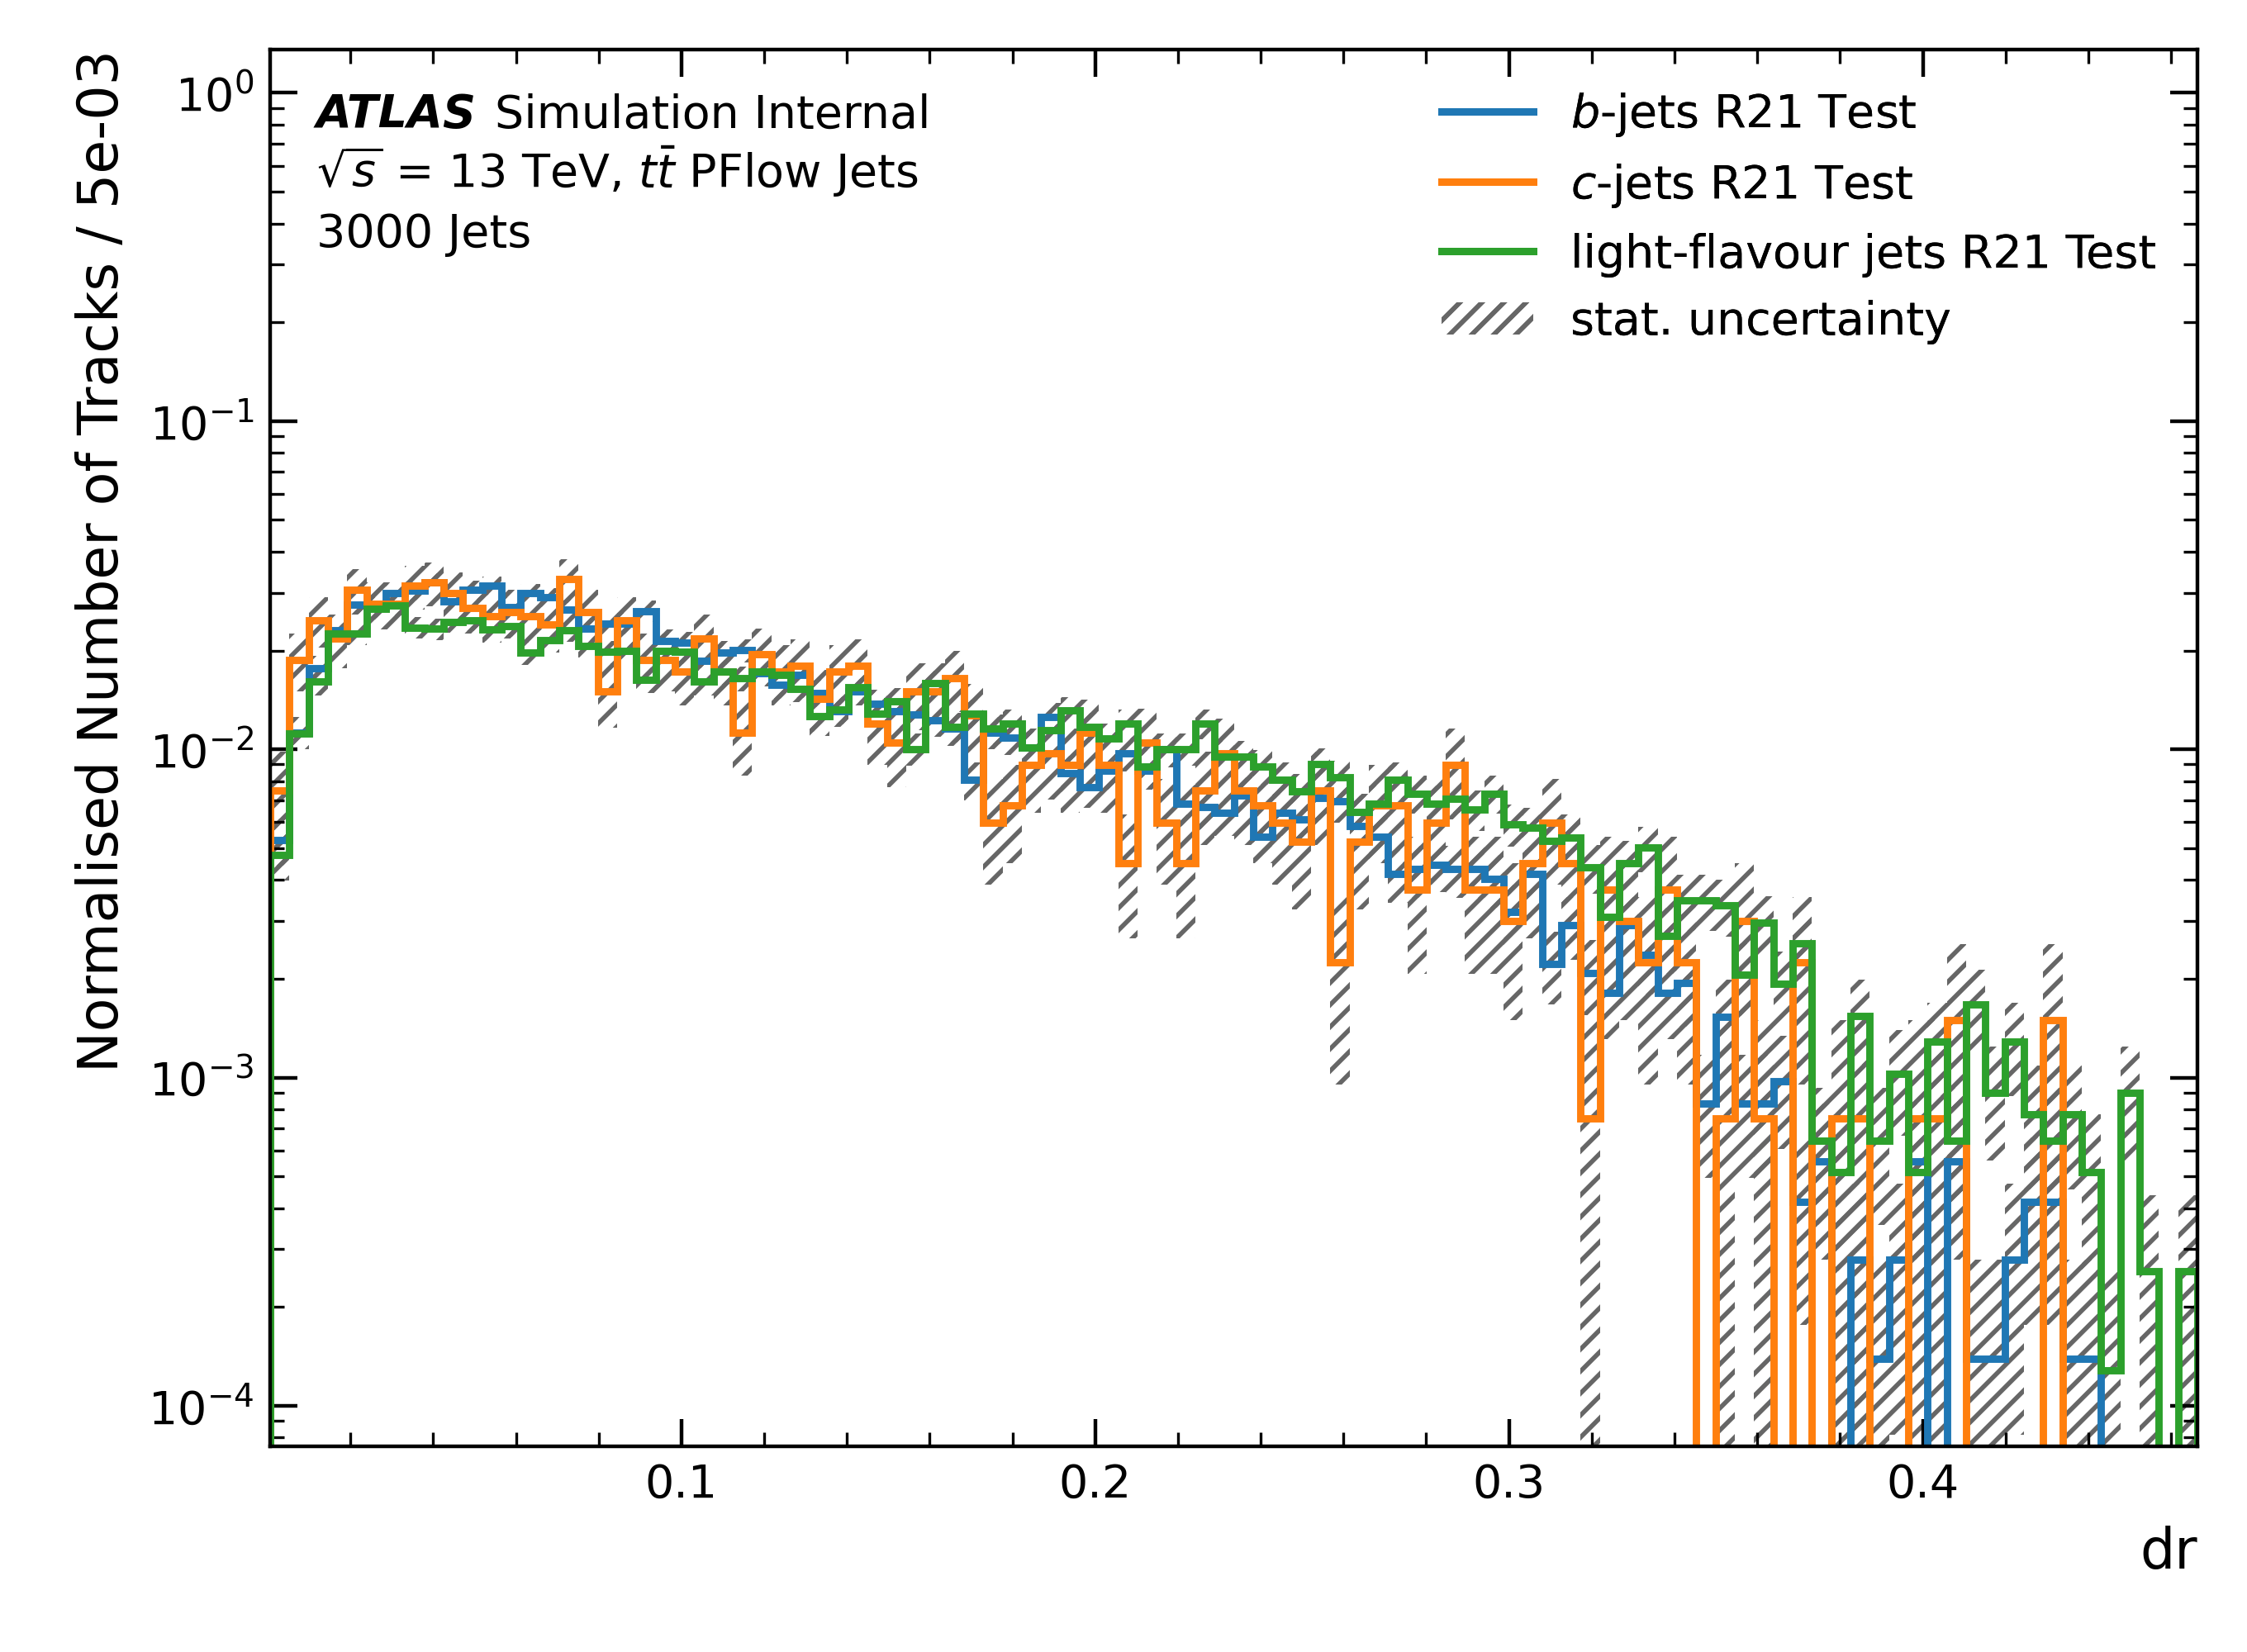 Normalised Number of Tracks / 5e-03
10⁰
10⁻¹
10⁻²
10⁻³
10⁻⁴
ATLAS Simulation Internal
√s = 13 TeV, tt̄ PFlow Jets
3000 Jets
b-jets R21 Test
c-jets R21 Test
light-flavour jets R21 Test
stat. uncertainty
0.1 0.2 0.3 0.4
dr